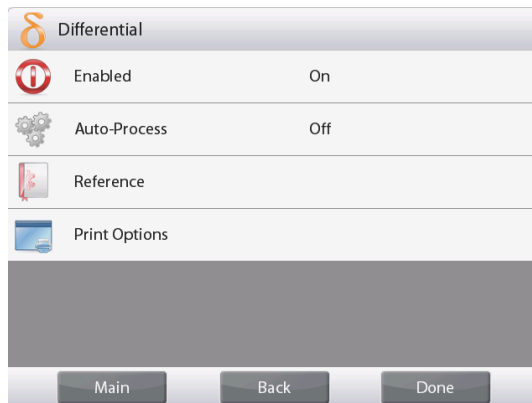 δ Differential
Enabled On
Auto-Process Off
Reference
Print Options
Main Back Done